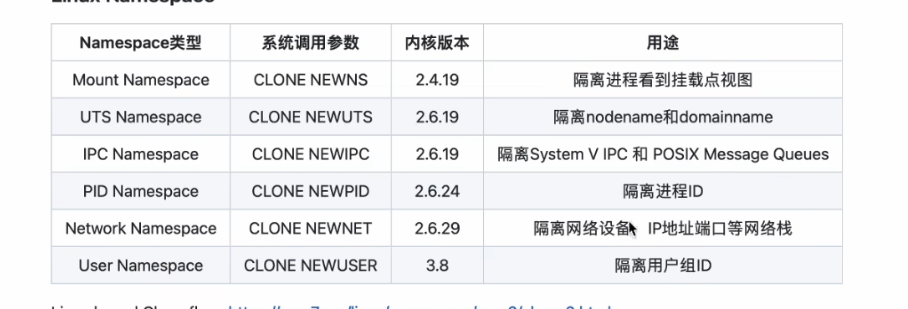 Linux Namespace
Namespace类型 系统调用参数 内核版本 用途
Mount Namespace CLONE NEWNS 2.4.19 隔离进程看到挂载点视图
UTS Namespace CLONE NEWUTS 2.6.19 隔离nodename和domainname
IPC Namespace CLONE NEWIPC 2.6.19 隔离System V IPC 和 POSIX Message Queues
PID Namespace CLONE NEWPID 2.6.24 隔离进程ID
Network Namespace CLONE NEWNET 2.6.29 隔离网络设备 IP地址端口等网络栈
User Namespace CLONE NEWUSER 3.8 隔离用户组ID